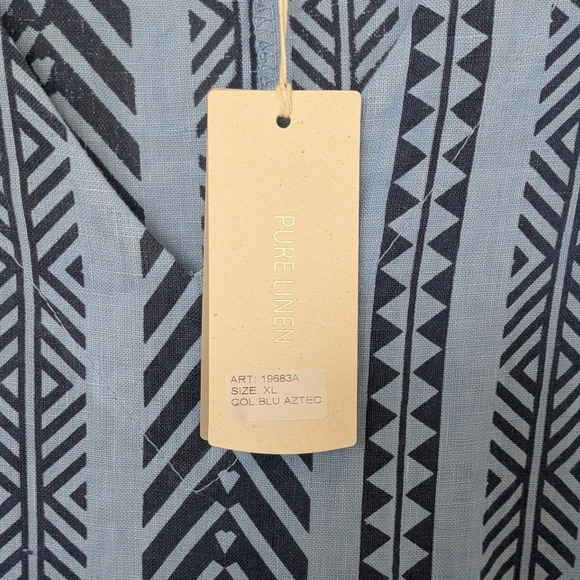 PURE LINEN
ART: 19683A
SIZE: XL
COL:BLU AZTEC